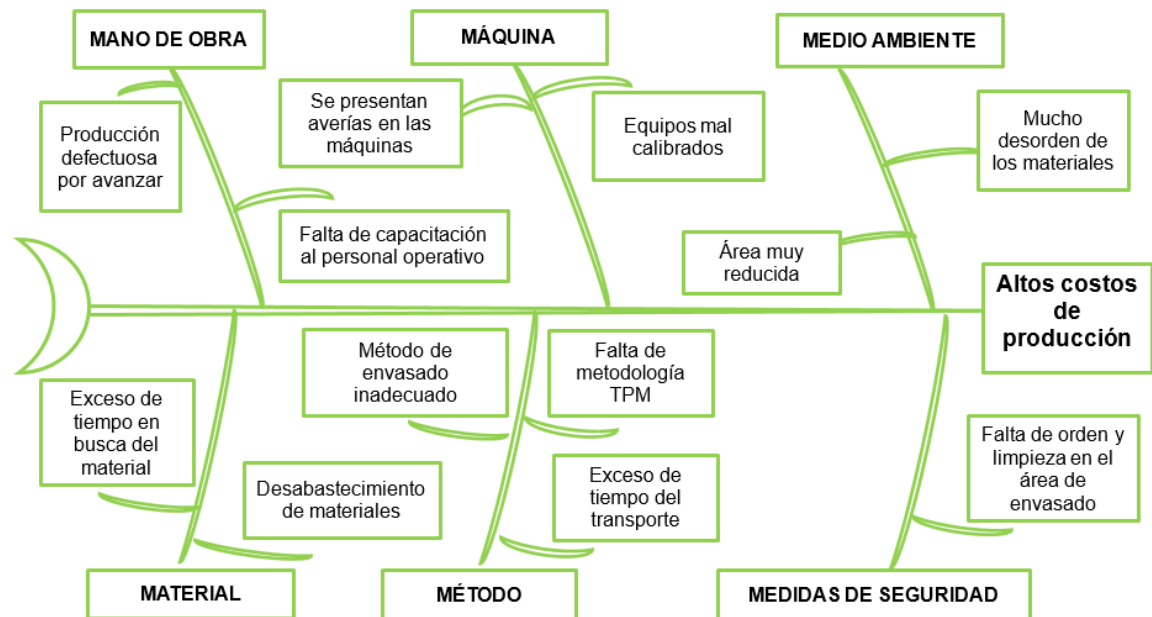 MANO DE OBRA
MÁQUINA
MEDIO AMBIENTE
Producción
defectuosa
por avanzar
Falta de capacitación
al personal operativo
Se presentan
averías en las
máquinas
Equipos mal
calibrados
Mucho
desorden de
los materiales
Área muy
reducida
Altos costos
de
producción
Exceso de
tiempo en
busca del
material
Desabastecimiento
de materiales
Método de
envasado
inadecuado
Falta de
metodología
TPM
Exceso de
tiempo del
transporte
Falta de orden y
limpieza en el
área de
envasado
MATERIAL
MÉTODO
MEDIDAS DE SEGURIDAD